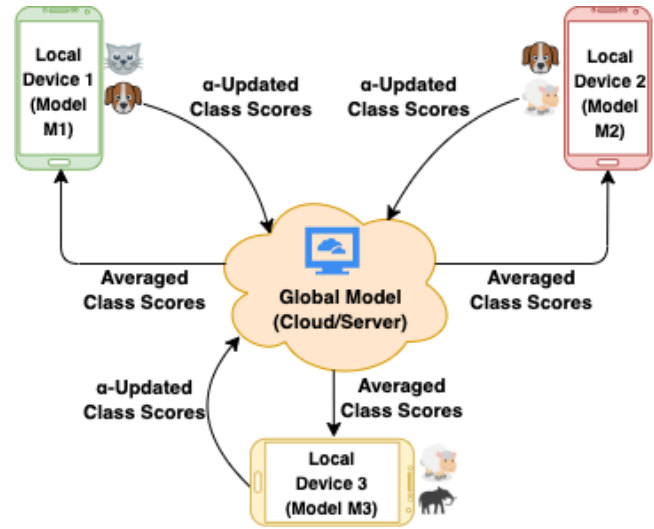 Local
Device 1
(Model
M1)
α-Updated
Class Scores
α-Updated
Class Scores
Local
Device 2
(Model
M2)
Averaged
Class Scores
Global Model
(Cloud/Server)
Averaged
Class Scores
α-Updated
Class Scores
Averaged
Class Scores
Local
Device 3
(Model M3)